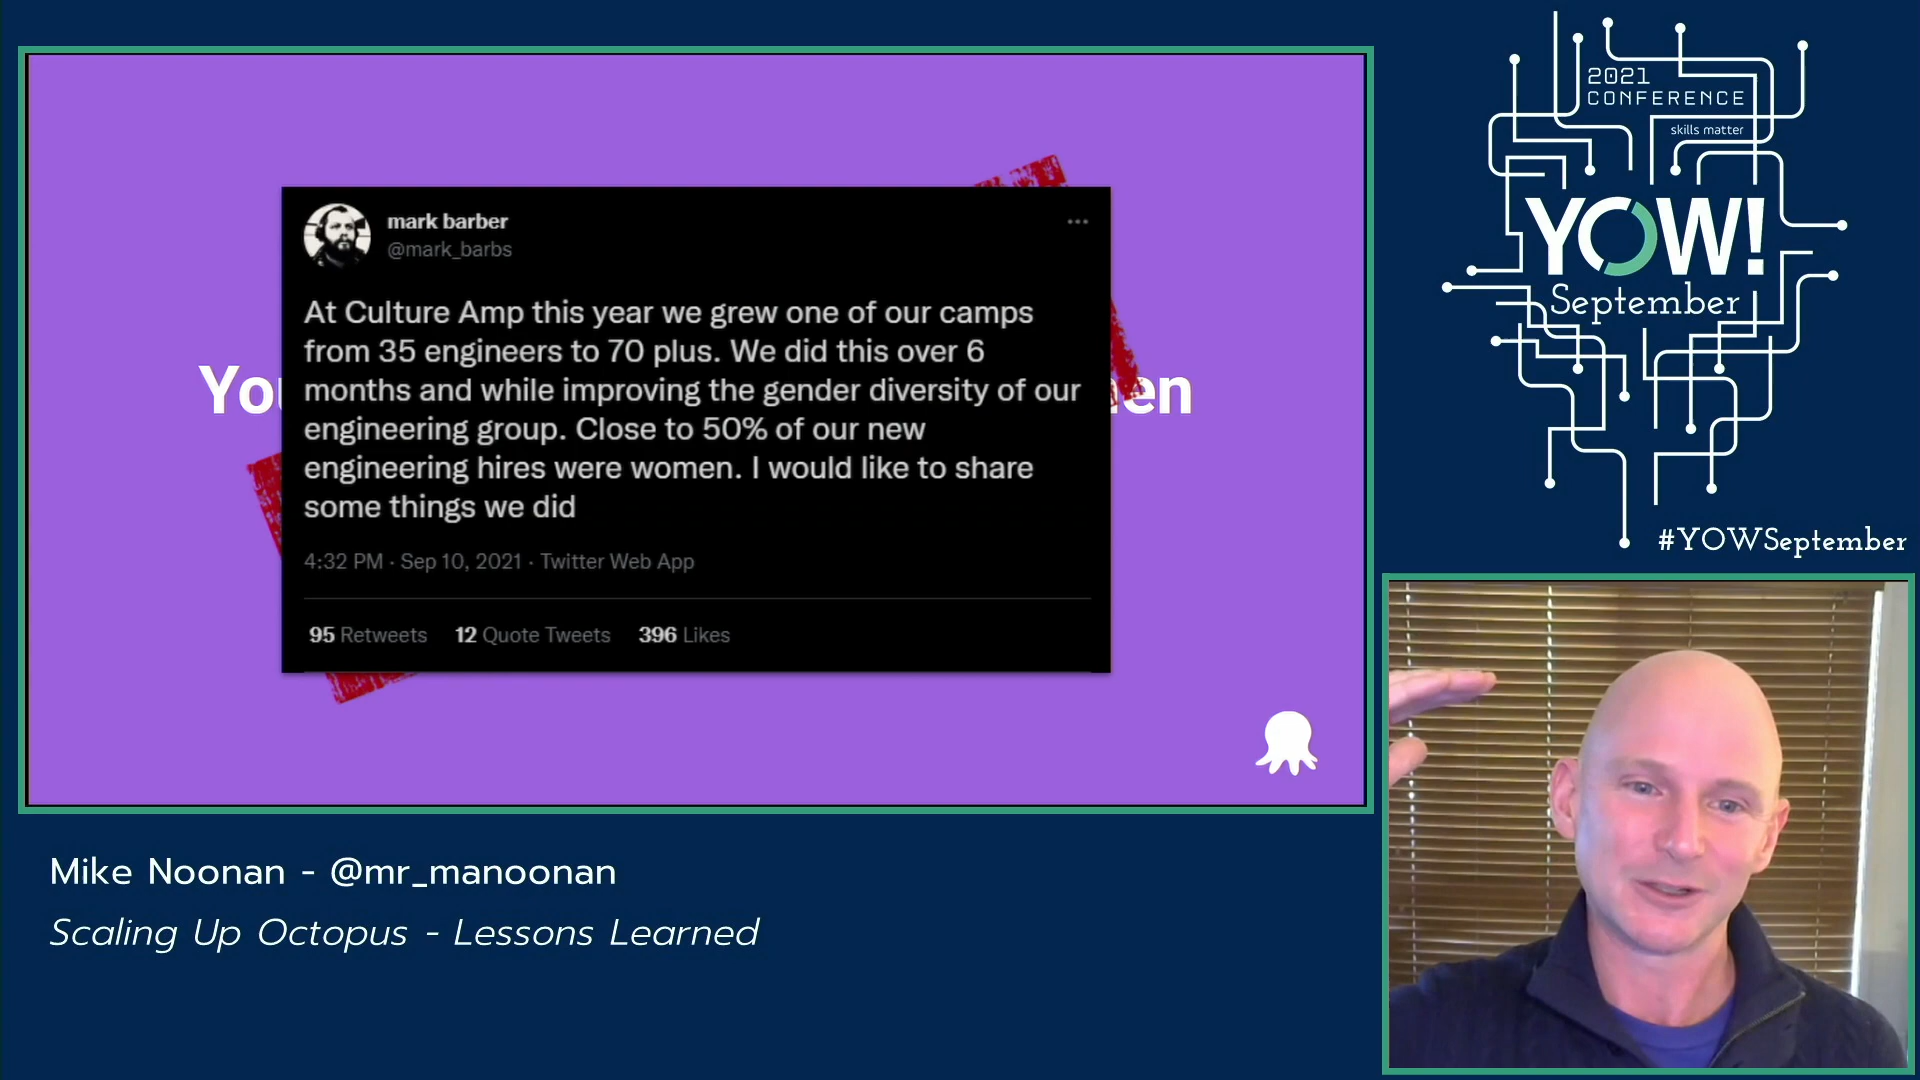 mark barber
@mark_barbs
At Culture Amp this year we grew one of our camps
from 35 engineers to 70 plus. We did this over 6
months and while improving the gender diversity of our
engineering group. Close to 50% of our new
engineering hires were women. I would like to share
some things we did
4:32 PM · Sep 10, 2021 · Twitter Web App
95 Retweets 12 Quote Tweets 396 Likes
2021
CONFERENCE
skills matter
YOW!
September
#YOWSeptember
Mike Noonan - @mr_manoonan
Scaling Up Octopus - Lessons Learned